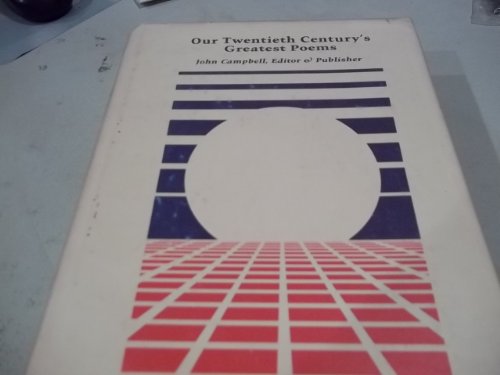 Our Twentieth Century's
Greatest Poems
John Campbell, Editor & Publisher